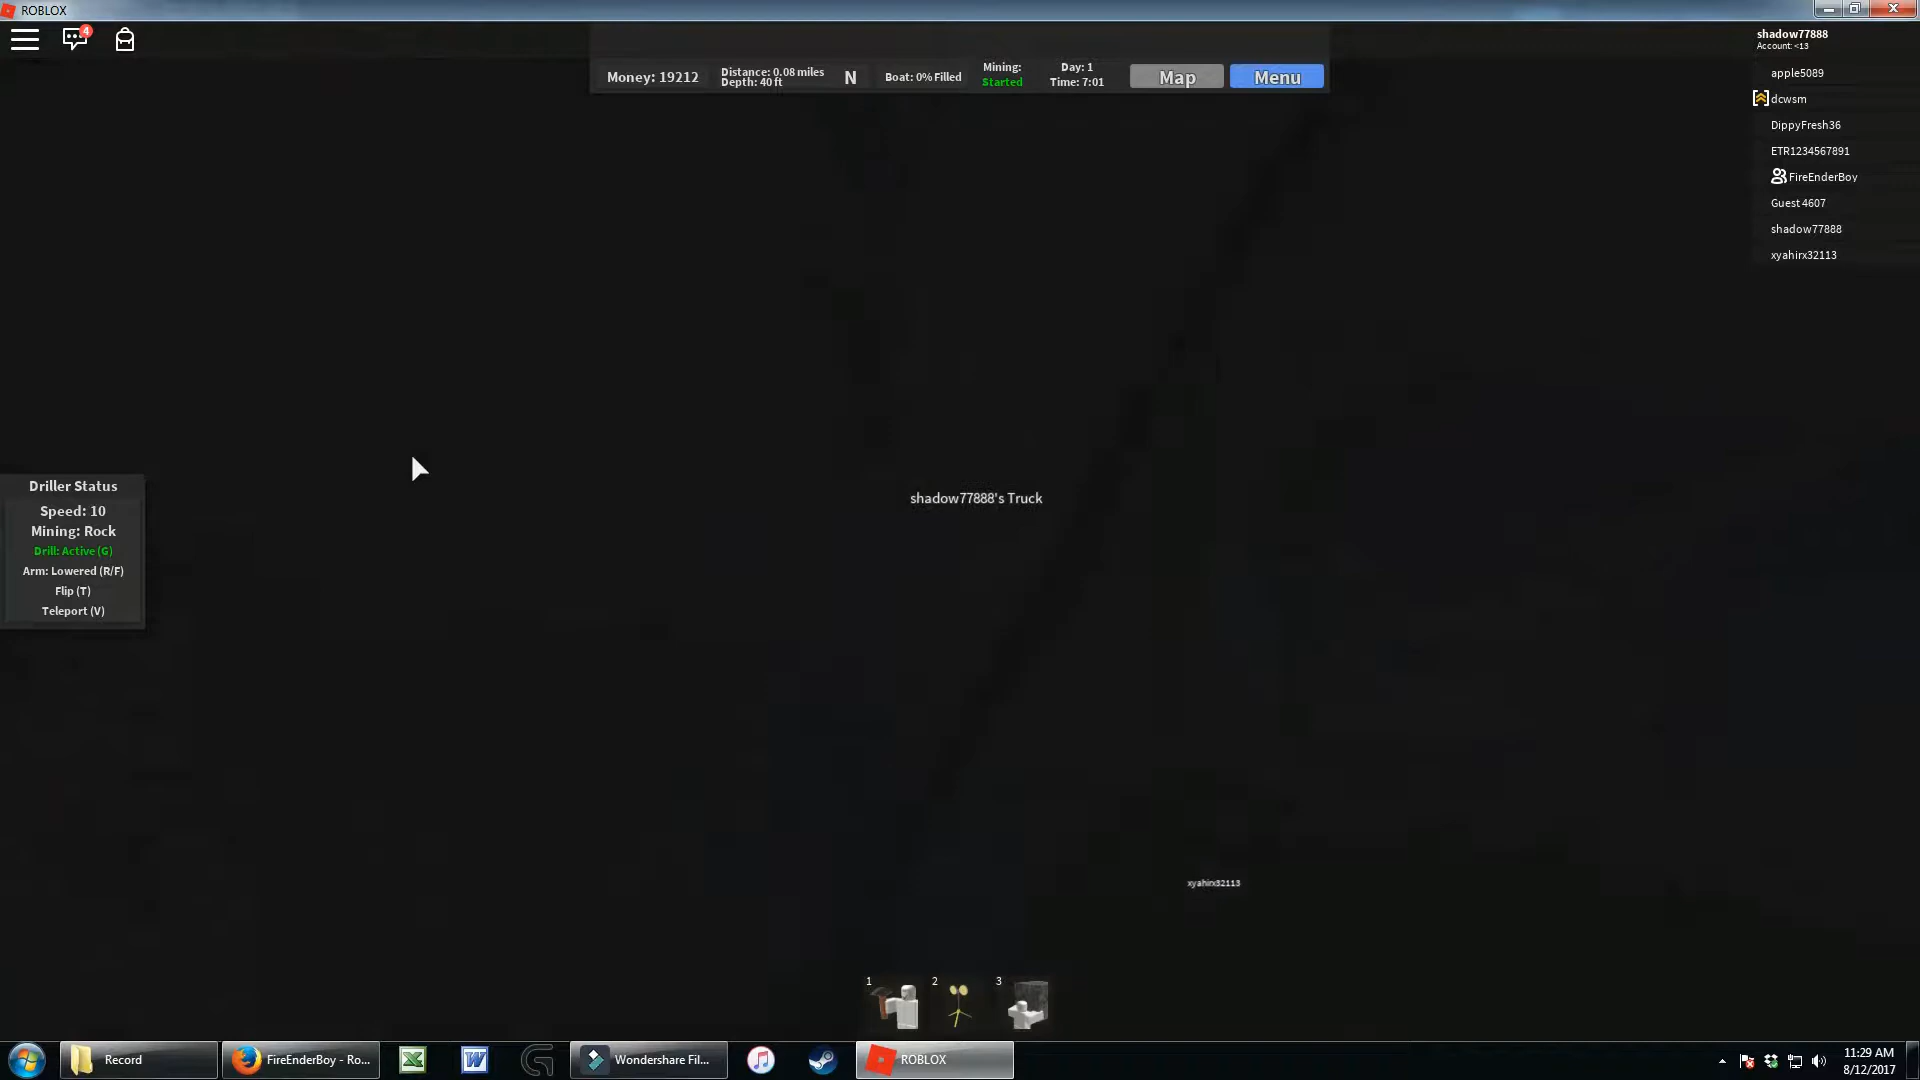 ROBLOX
4
Money: 19212
Distance: 0.08 miles
Depth: 40 ft
N
Boat: 0% Filled
Mining:
Started
Day: 1
Time: 7:01
Map
Menu
shadow77888
Account: <13
apple5089
dcwsm
DippyFresh36
ETR1234567891
FireEnderBoy
Guest 4607
shadow77888
xyahirx32113
Driller Status
Speed: 10
Mining: Rock
Drill: Active (G)
Arm: Lowered (R/F)
Flip (T)
Teleport (V)
shadow77888's Truck
xyahirx32113
1
2
3
Record
FireEnderBoy - Ro...
Wondershare Fil...
ROBLOX
11:29 AM
8/12/2017